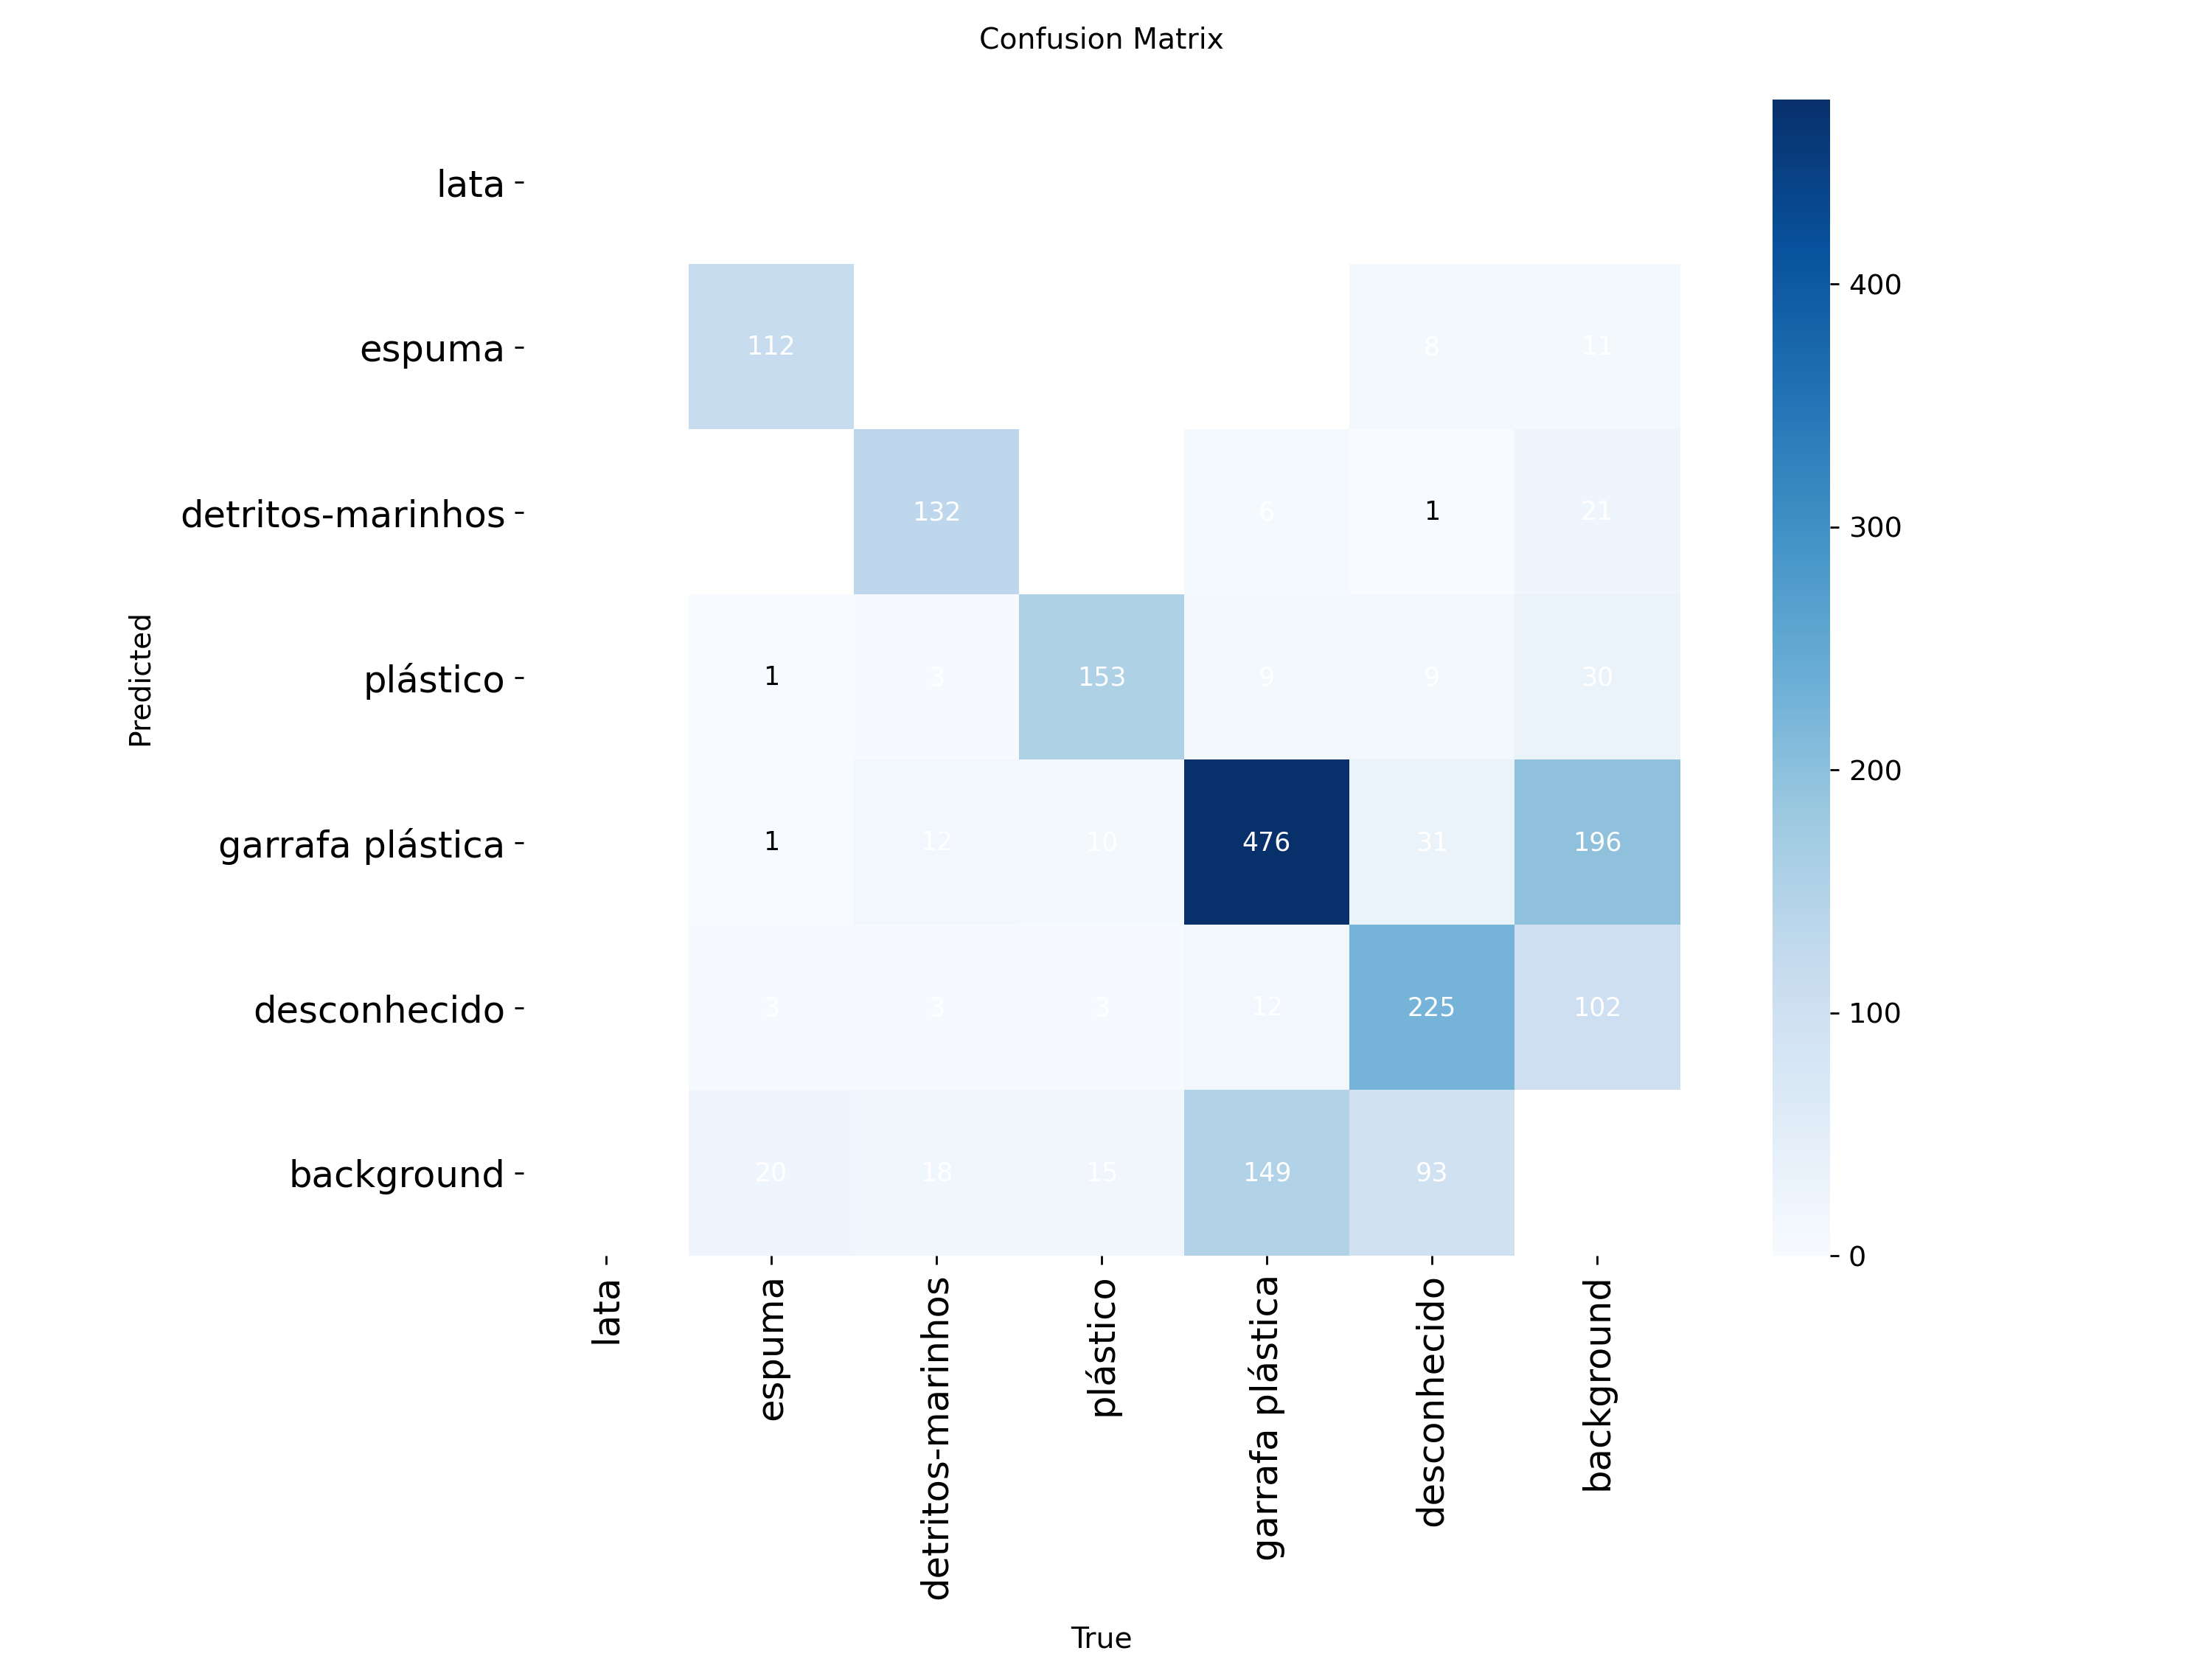 Confusion Matrix
lata
espuma 112 8 11
detritos-marinhos 132 6 1 21
plástico 1 3 153 9 9 30
garrafa plástica 1 12 10 476 31 196
desconhecido 3 3 3 12 225 102
background 20 18 15 149 93
Predicted
lata
espuma
detritos-marinhos
plástico
garrafa plástica
desconhecido
background
True
400
300
200
100
0